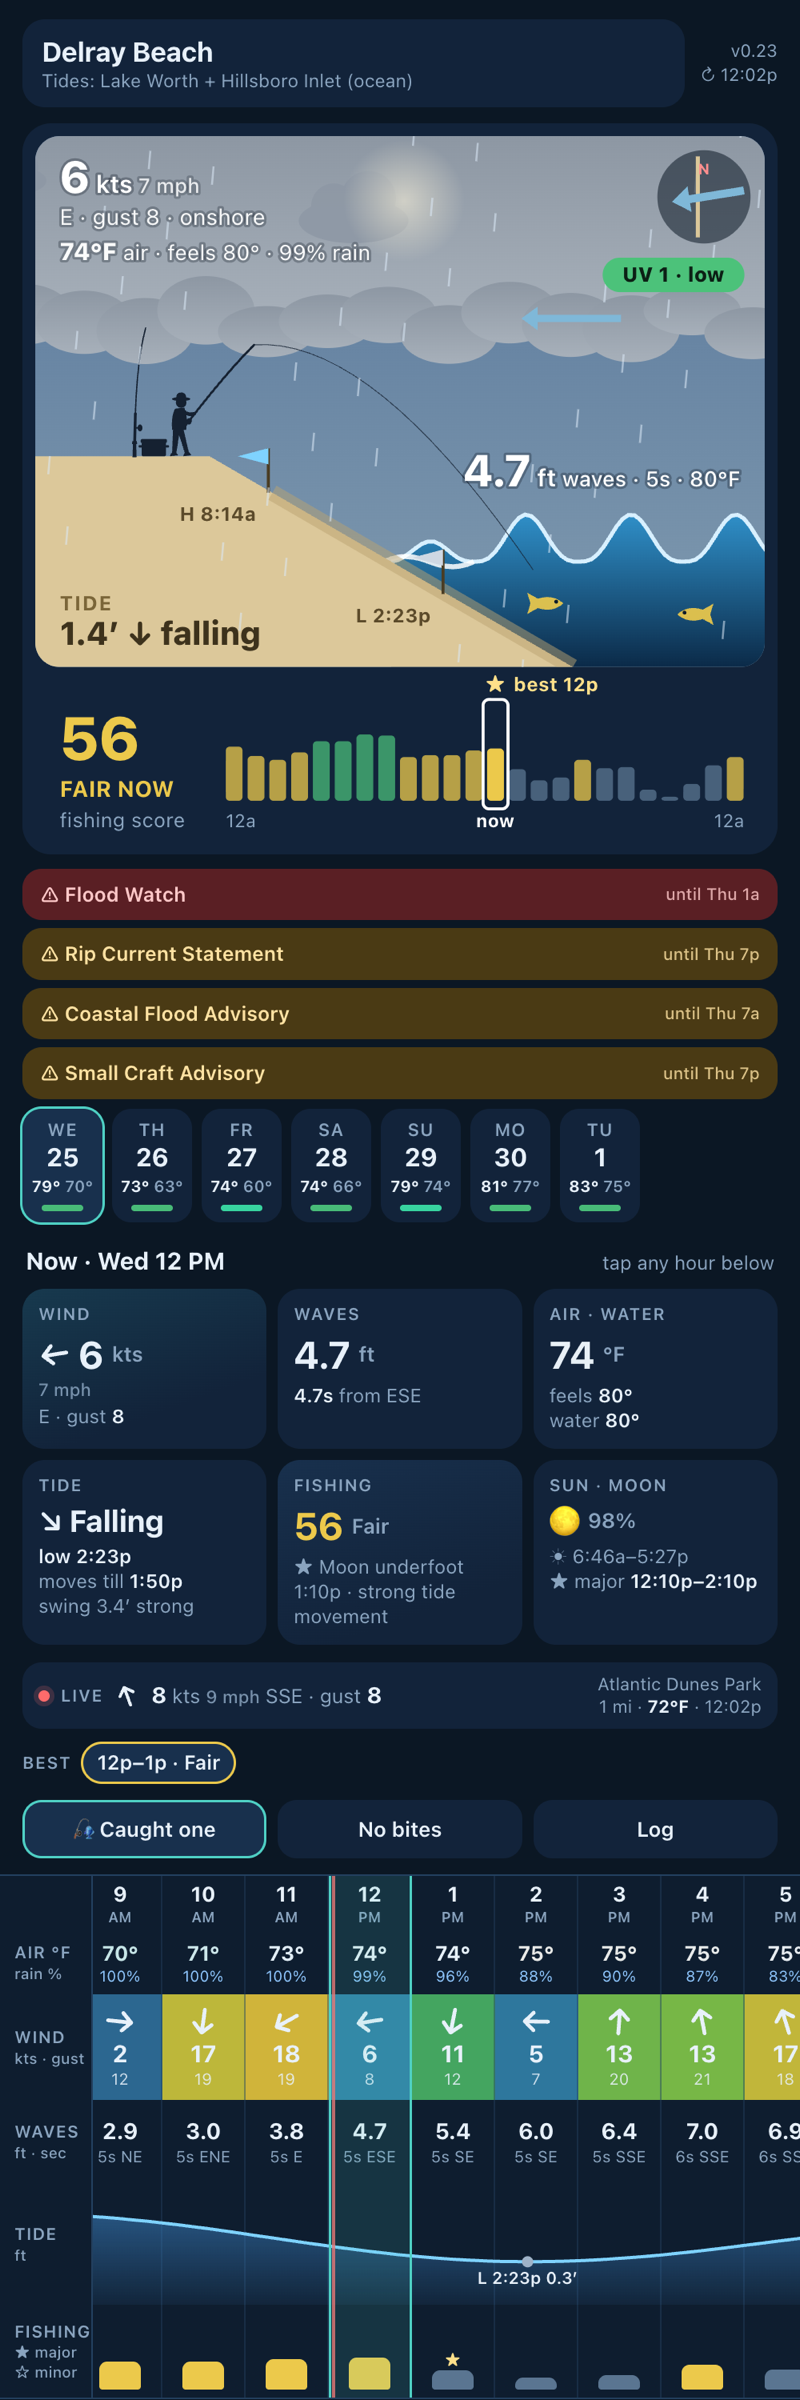 Delray Beach
Tides: Lake Worth + Hillsboro Inlet (ocean)
v0.23
↻ 12:02p
6 kts 7 mph
E · gust 8 · onshore
74°F air · feels 80° · 99% rain
N
UV 1 · low
4.7 ft waves · 5s · 80°F
H 8:14a
L 2:23p
TIDE
1.4′ ↓ falling
★ best 12p
56
FAIR NOW
fishing score
12a
now
12a
⚠ Flood Watch until Thu 1a
⚠ Rip Current Statement until Thu 7p
⚠ Coastal Flood Advisory until Thu 7a
⚠ Small Craft Advisory until Thu 7p
WE TH FR SA SU MO TU
25 26 27 28 29 30 1
79° 70° 73° 63° 74° 60° 74° 66° 79° 74° 81° 77° 83° 75°
Now · Wed 12 PM
tap any hour below
WIND
← 6 kts
7 mph
E · gust 8
WAVES
4.7 ft
4.7s from ESE
AIR · WATER
74 °F
feels 80°
water 80°
TIDE
↘ Falling
low 2:23p
moves till 1:50p
swing 3.4′ strong
FISHING
56 Fair
★ Moon underfoot
1:10p · strong tide
movement
SUN · MOON
98%
☀ 6:46a–5:27p
★ major 12:10p–2:10p
LIVE 8 kts 9 mph SSE · gust 8
Atlantic Dunes Park
1 mi · 72°F · 12:02p
BEST 12p–1p · Fair
Caught one
No bites
Log
9 10 11 12 1 2 3 4 5
AM AM AM PM PM PM PM PM PM
AIR °F 70° 71° 73° 74° 74° 75° 75° 75° 75°
rain % 100% 100% 100% 99% 96% 88% 90% 87% 83%
WIND 2 17 18 6 11 5 13 13 17
kts · gust 12 19 19 8 12 7 20 21 18
WAVES 2.9 3.0 3.8 4.7 5.4 6.0 6.4 7.0 6.9
ft · sec 5s NE 5s ENE 5s E 5s ESE 5s SE 5s SE 5s SSE 6s SSE 6s SS
TIDE
ft
L 2:23p 0.3′
FISHING
★ major
☆ minor